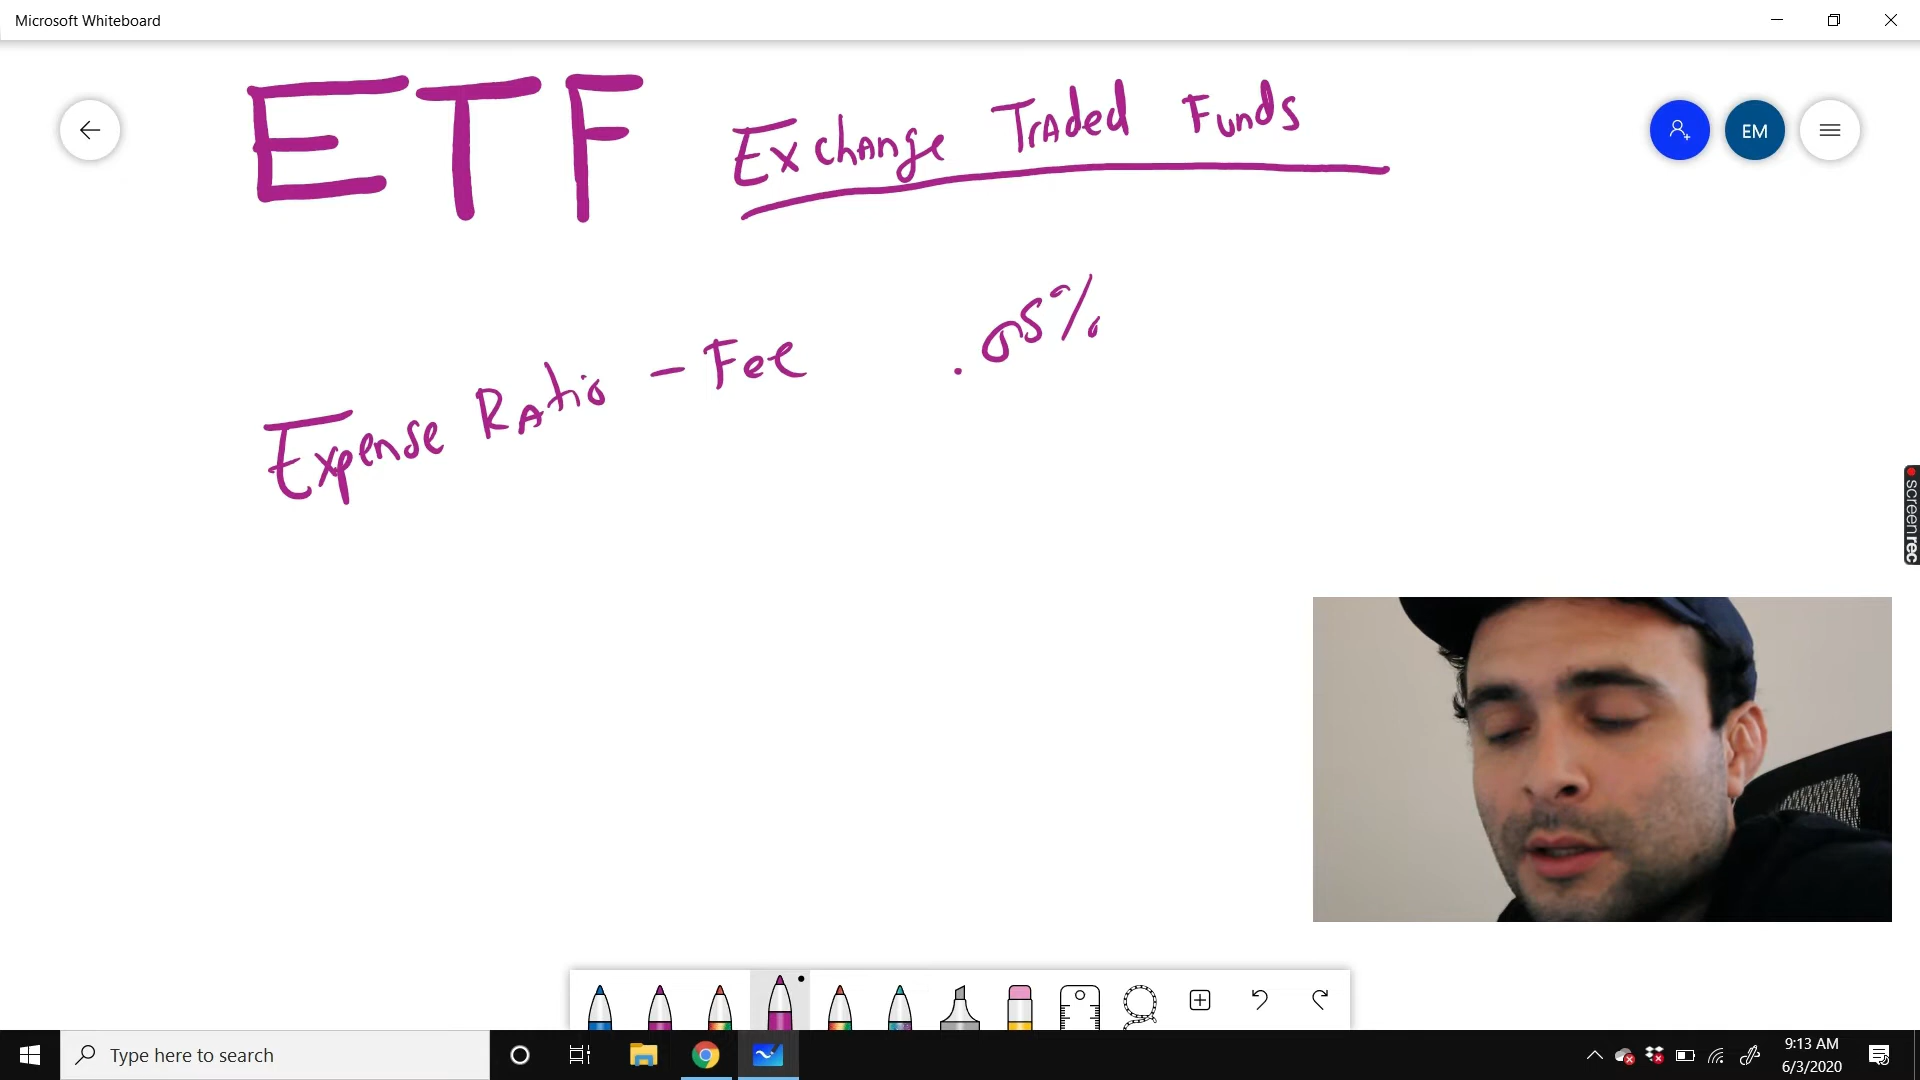 Microsoft Whiteboard
ETF Exchange Traded Funds
EM
Expense Ratio - Fee .05%
screenrec
Type here to search
9:13 AM
6/3/2020